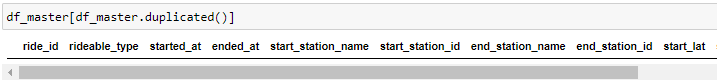 df_master[df_master.duplicated()]
ride_id rideable_type started_at ended_at start_station_name start_station_id end_station_name end_station_id start_lat